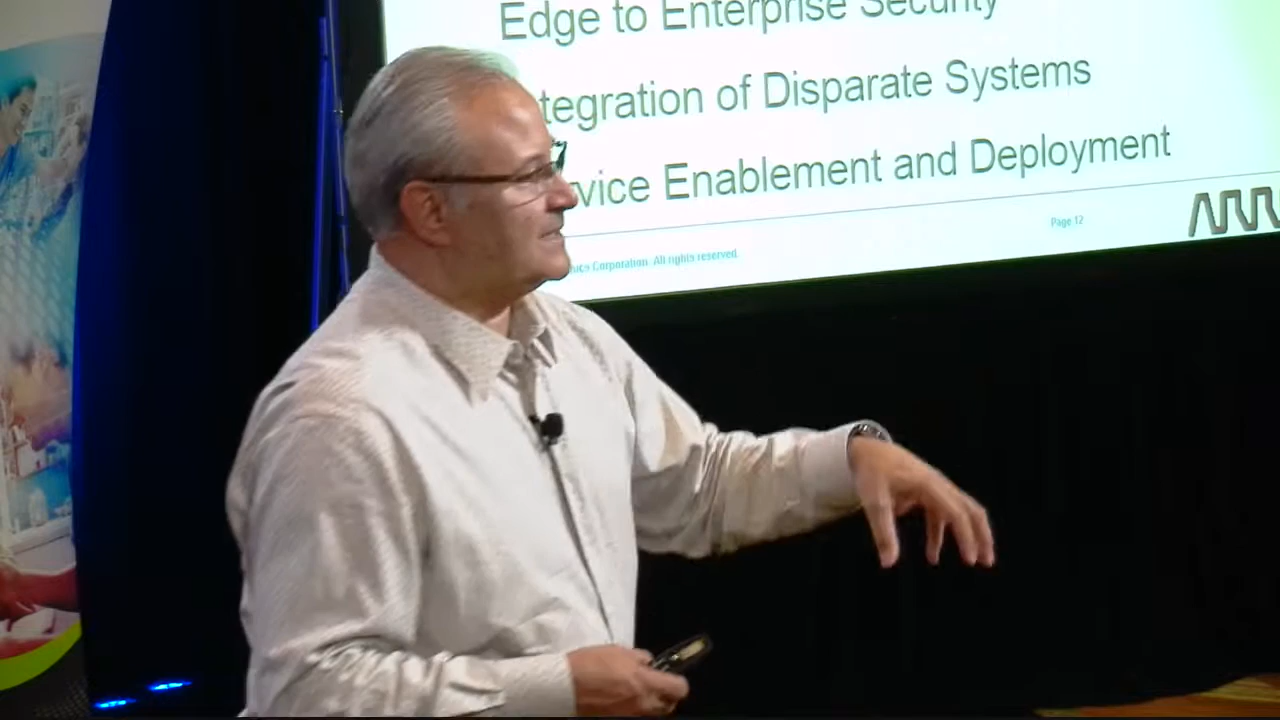 Edge to Enterprise Security
tegration of Disparate Systems
vice Enablement and Deployment
Page 12
Corporation. All rights reserved.